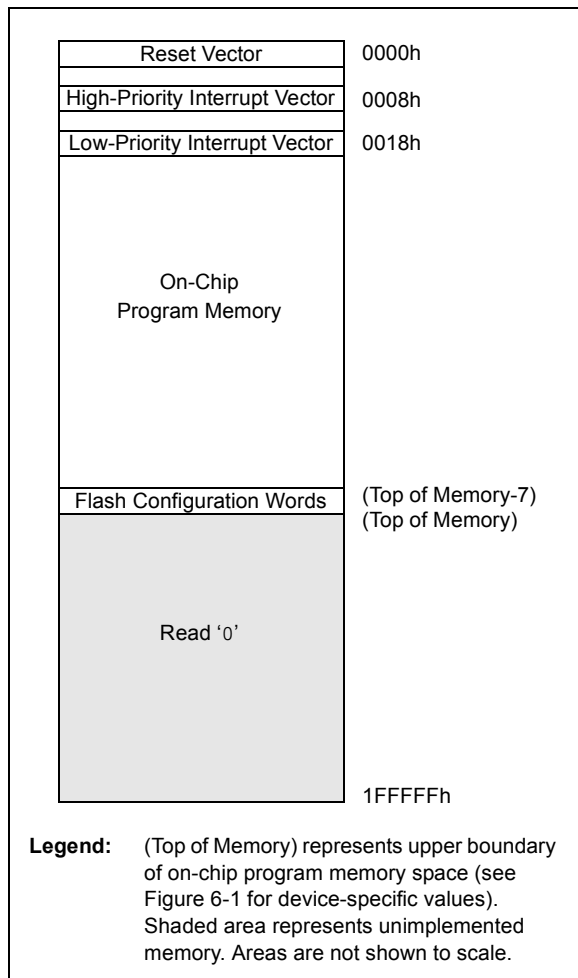 Reset Vector 0000h
High-Priority Interrupt Vector 0008h
Low-Priority Interrupt Vector 0018h
On-Chip
Program Memory
Flash Configuration Words (Top of Memory-7)
(Top of Memory)
Read ‘0’
1FFFFFh
Legend: (Top of Memory) represents upper boundary
of on-chip program memory space (see
Figure 6-1 for device-specific values).
Shaded area represents unimplemented
memory. Areas are not shown to scale.